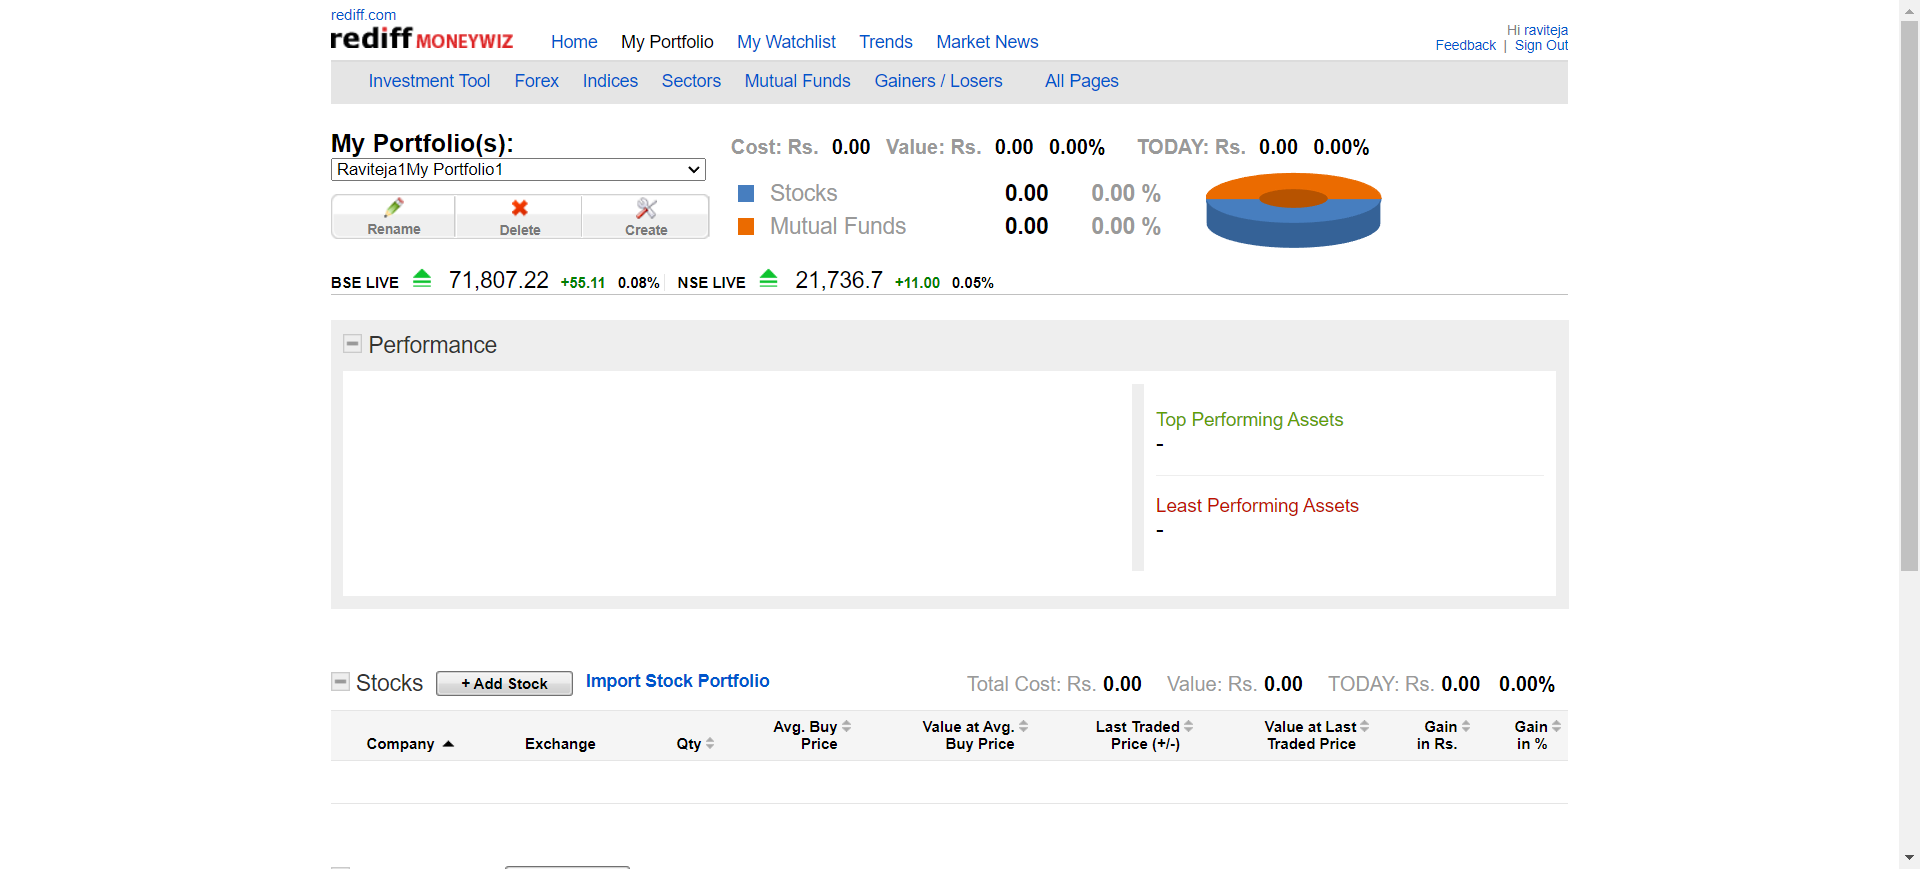 rediff.com
rediff MONEYWIZ Home My Portfolio My Watchlist Trends Market News
Hi raviteja
Feedback | Sign Out
Investment Tool Forex Indices Sectors Mutual Funds Gainers / Losers All Pages
My Portfolio(s):
Raviteja1My Portfolio1
Rename Delete Create
Cost: Rs. 0.00 Value: Rs. 0.00 0.00% TODAY: Rs. 0.00 0.00%
Stocks 0.00 0.00 %
Mutual Funds 0.00 0.00 %
BSE LIVE 71,807.22 +55.11 0.08% NSE LIVE 21,736.7 +11.00 0.05%
Performance
Top Performing Assets
-
Least Performing Assets
-
Stocks + Add Stock Import Stock Portfolio Total Cost: Rs. 0.00 Value: Rs. 0.00 TODAY: Rs. 0.00 0.00%
Company Exchange Qty Avg. Buy Price Value at Avg. Buy Price Last Traded Price (+/-) Value at Last Traded Price Gain in Rs. Gain in %